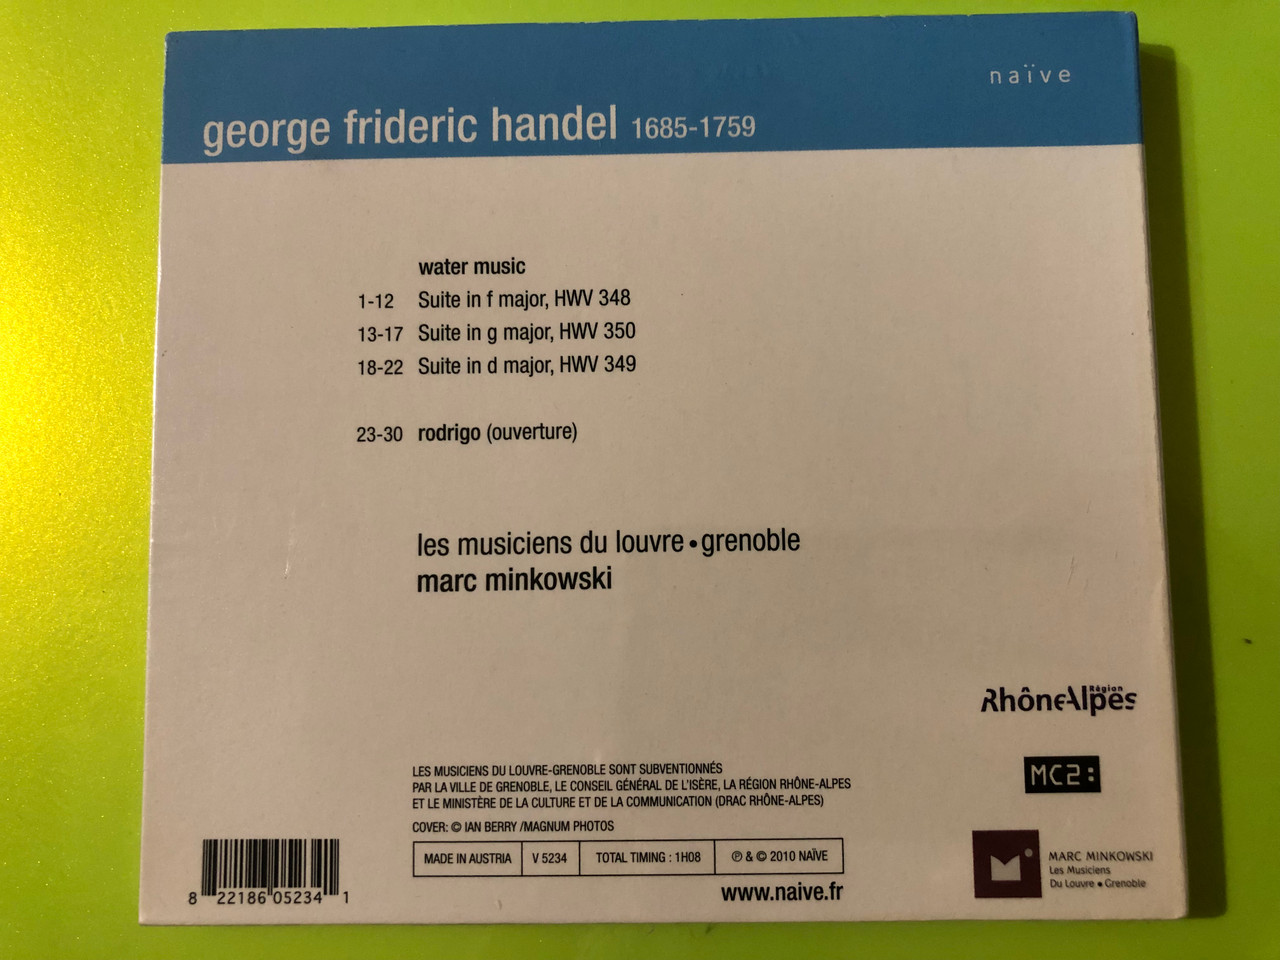 naïve
george frideric handel 1685-1759
water music
1-12 Suite in f major, HWV 348
13-17 Suite in g major, HWV 350
18-22 Suite in d major, HWV 349
23-30 rodrigo (ouverture)
les musiciens du louvre • grenoble
marc minkowski
RhôneAlpes Région
MC2:
LES MUSICIENS DU LOUVRE-GRENOBLE SONT SUBVENTIONNÉS
PAR LA VILLE DE GRENOBLE, LE CONSEIL GÉNÉRAL DE L'ISÈRE, LA RÉGION RHÔNE-ALPES
ET LE MINISTÈRE DE LA CULTURE ET DE LA COMMUNICATION (DRAC RHÔNE-ALPES)
COVER: © IAN BERRY /MAGNUM PHOTOS
MADE IN AUSTRIA V 5234 TOTAL TIMING : 1H08 ℗ & © 2010 NAÏVE
www.naive.fr
8 22186 05234 1
MARC MINKOWSKI
Les Musiciens
Du Louvre • Grenoble